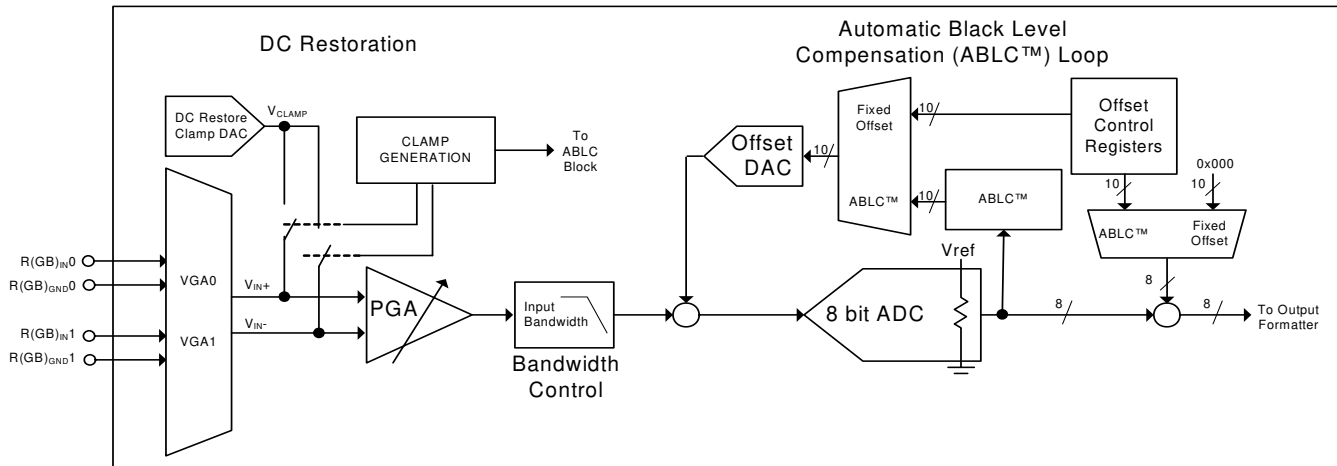 DC Restoration
Automatic Black Level
Compensation (ABLC™) Loop
DC Restore
Clamp DAC
VCLAMP
CLAMP
GENERATION
To
ABLC
Block
Offset
DAC
10
Fixed
Offset
ABLC™
10
10
Offset
Control
Registers
ABLC™
0x000
10
10
ABLC™
Fixed
Offset
8
R(GB)IN0
R(GB)GND0
R(GB)IN1
R(GB)GND1
VGA0
VGA1
VIN+
VIN-
PGA
Input
Bandwidth
Bandwidth
Control
8 bit ADC
Vref
8
8
To Output
Formatter